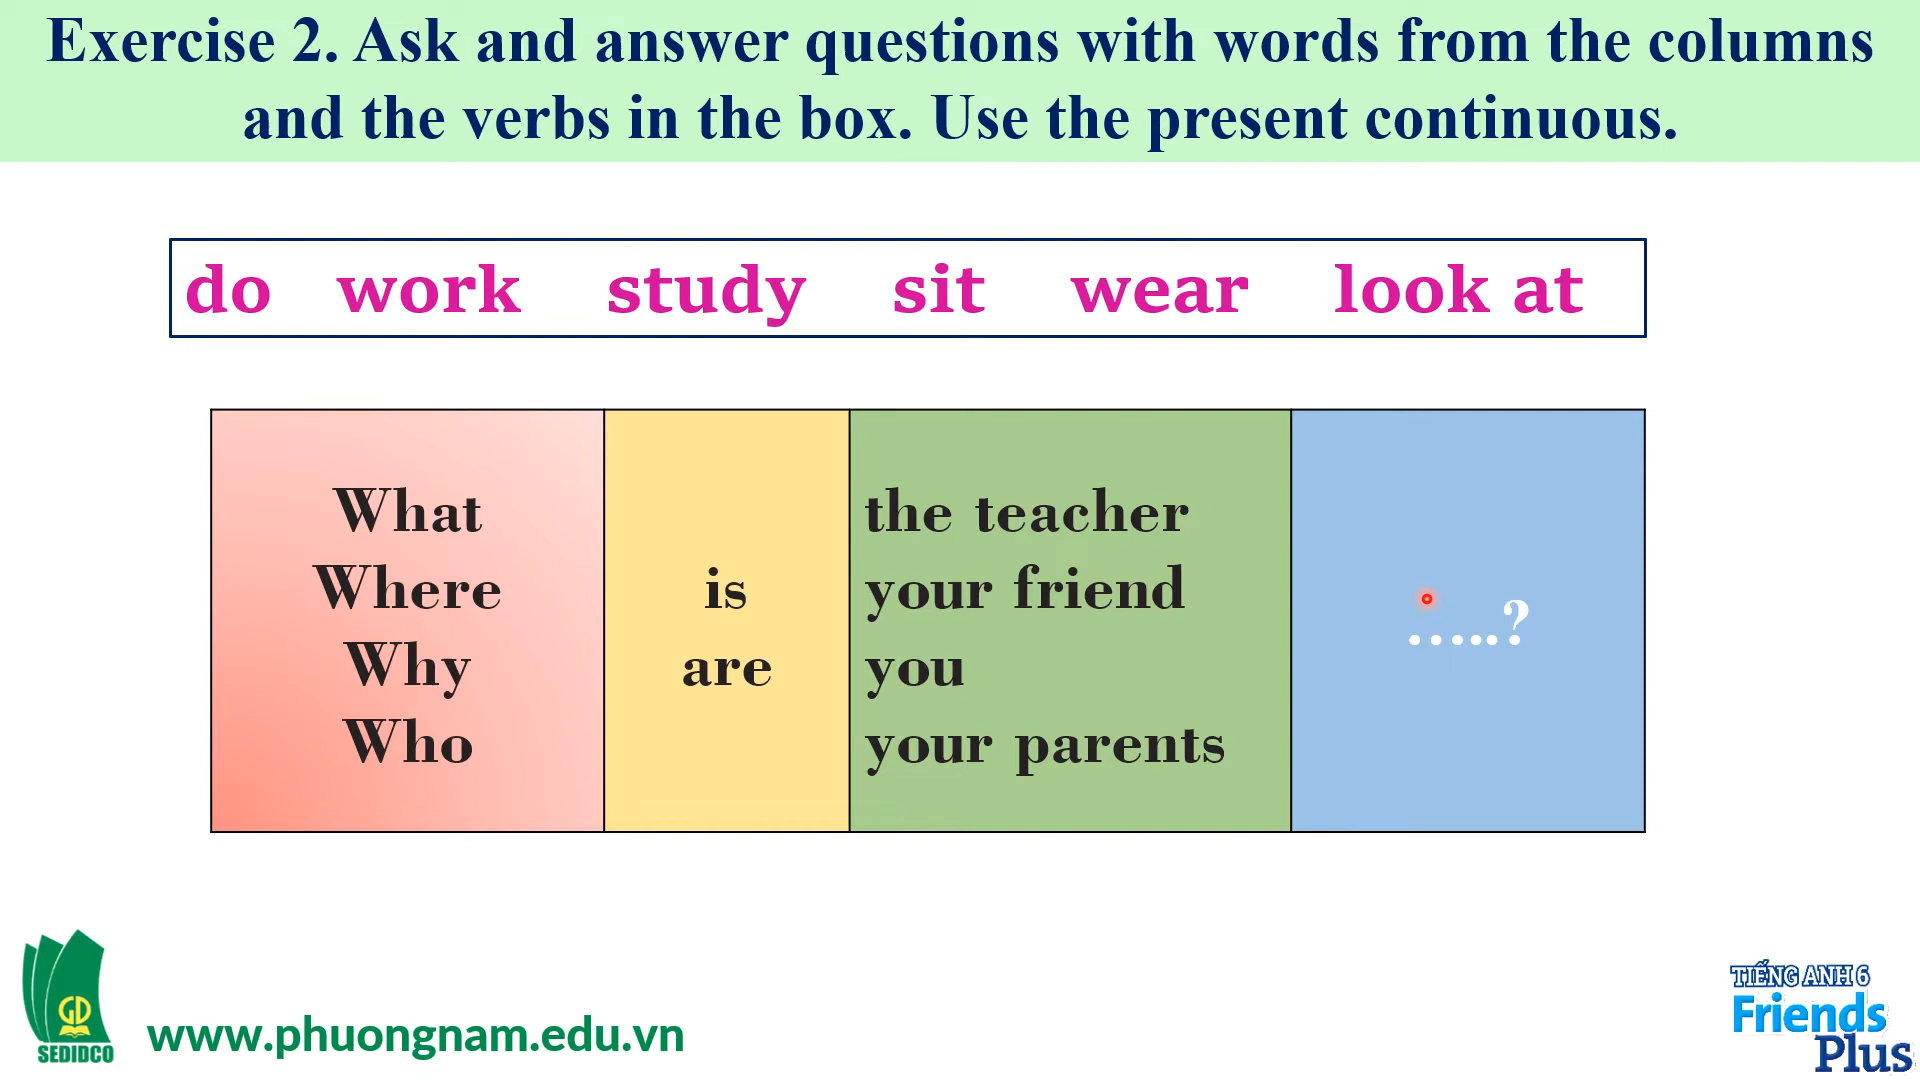 Exercise 2. Ask and answer questions with words from the columns
and the verbs in the box. Use the present continuous.
do work study sit wear look at
What
Where
Why
Who
is
are
the teacher
your friend
you
your parents
.....?
GD
SEDIDCO
www.phuongnam.edu.vn
TIẾNG ANH 6
Friends
Plus